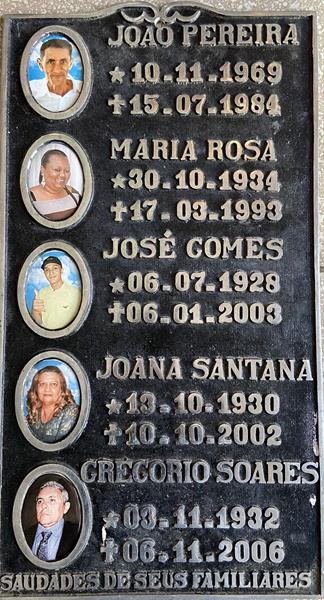 JOÃO PEREIRA
★10.11.1969
✝15.07.1984
MARIA ROSA
★30.10.1934
✝17.03.1993
JOSÉ GOMES
★06.07.1928
✝06.01.2003
JOANA SANTANA
★13.10.1930
✝10.10.2002
GREGORIO SOARES
★03.11.1932
✝06.11.2006
SAUDADES DE SEUS FAMILIARES